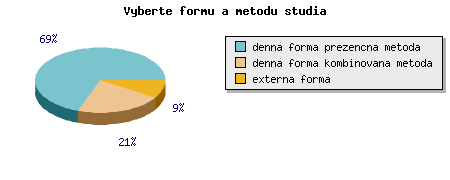 Vyberte formu a metodu studia
69%
denna forma prezencna metoda
denna forma kombinovana metoda
externa forma
9%
21%